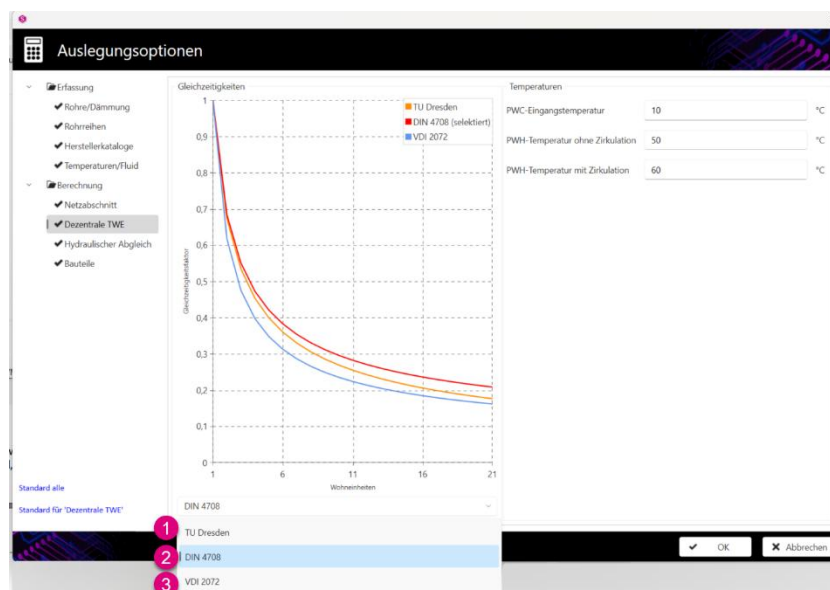 Auslegungsoptionen
Erfassung
Rohre/Dämmung
Rohrreihen
Herstellerkataloge
Temperaturen/Fluid
Berechnung
Netzabschnitt
Dezentrale TWE
Hydraulischer Abgleich
Bauteile
Standard alle
Standard für 'Dezentrale TWE'
Gleichzeitigkeiten
TU Dresden
DIN 4708 (selektiert)
VDI 2072
Gleichzeitigkeitsfaktor
1
0,9
0,8
0,7
0,6
0,5
0,4
0,3
0,2
0,1
0
1 6 11 16 21
Wohneinheiten
DIN 4708
1 TU Dresden
2 DIN 4708
3 VDI 2072
Temperaturen
PWC-Eingangstemperatur 10 °C
PWH-Temperatur ohne Zirkulation 50 °C
PWH-Temperatur mit Zirkulation 60 °C
OK
Abbrechen